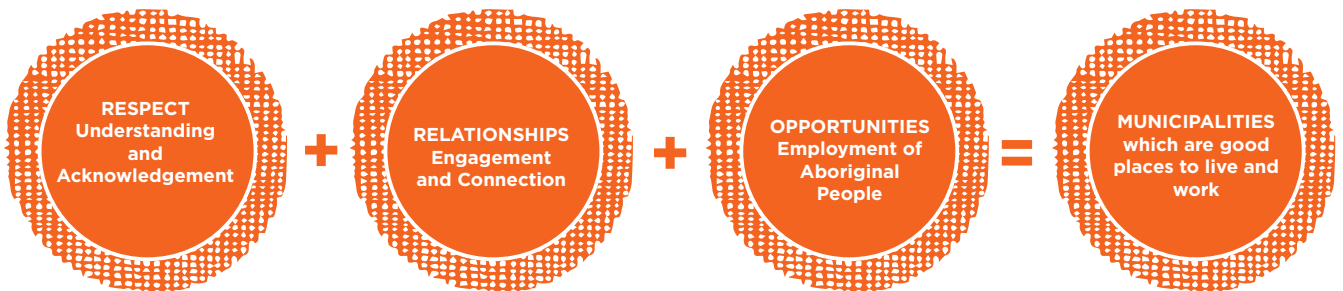 RESPECT
Understanding
and
Acknowledgement
+
RELATIONSHIPS
Engagement
and Connection
+
OPPORTUNITIES
Employment of
Aboriginal
People
=
MUNICIPALITIES
which are good
places to live and
work